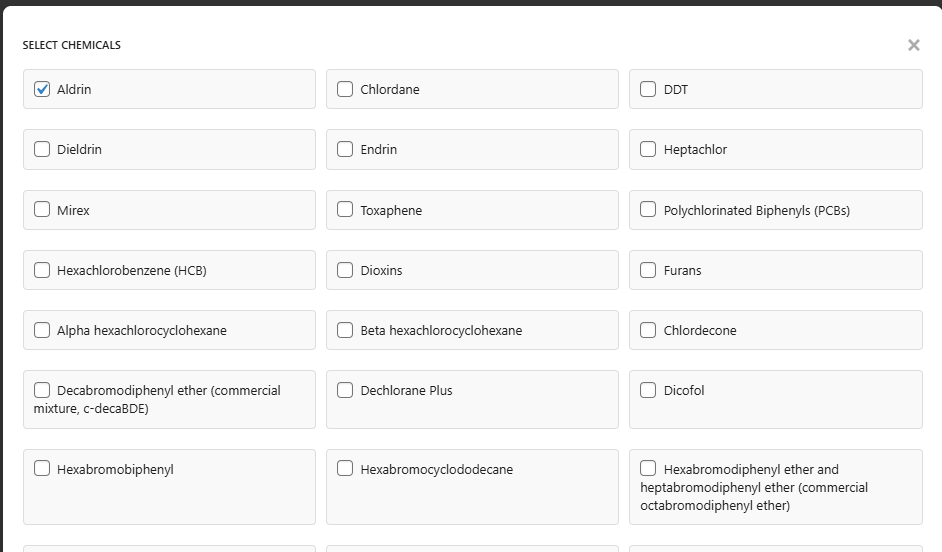 SELECT CHEMICALS
Aldrin
Chlordane
DDT
Dieldrin
Endrin
Heptachlor
Mirex
Toxaphene
Polychlorinated Biphenyls (PCBs)
Hexachlorobenzene (HCB)
Dioxins
Furans
Alpha hexachlorocyclohexane
Beta hexachlorocyclohexane
Chlordecone
Decabromodiphenyl ether (commercial
mixture, c-decaBDE)
Dechlorane Plus
Dicofol
Hexabromobiphenyl
Hexabromocyclododecane
Hexabromodiphenyl ether and
heptabromodiphenyl ether (commercial
octabromodiphenyl ether)